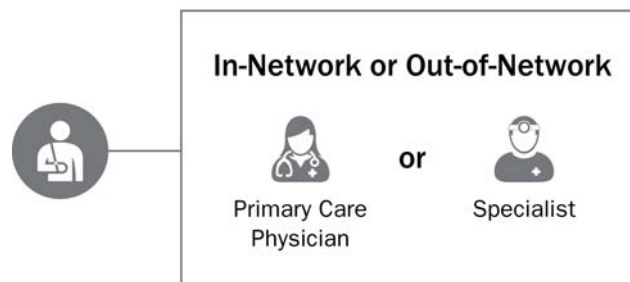 In-Network or Out-of-Network
or
Primary Care
Physician
Specialist